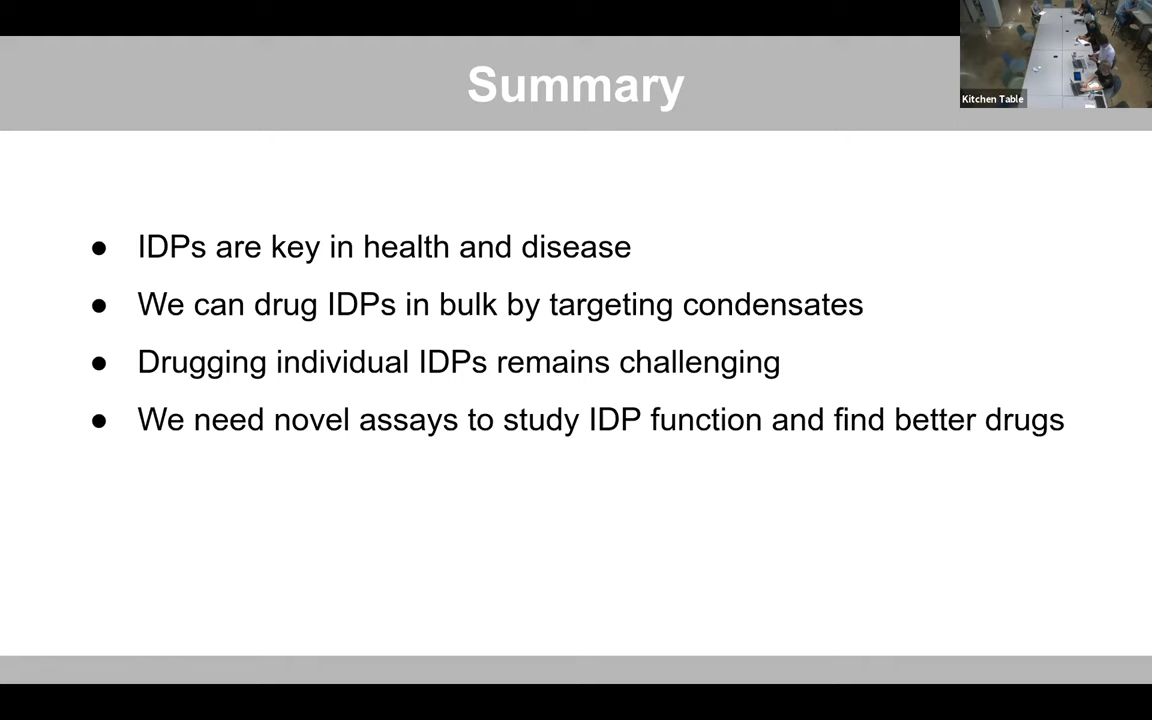 Summary
Kitchen Table
● IDPs are key in health and disease
● We can drug IDPs in bulk by targeting condensates
● Drugging individual IDPs remains challenging
● We need novel assays to study IDP function and find better drugs